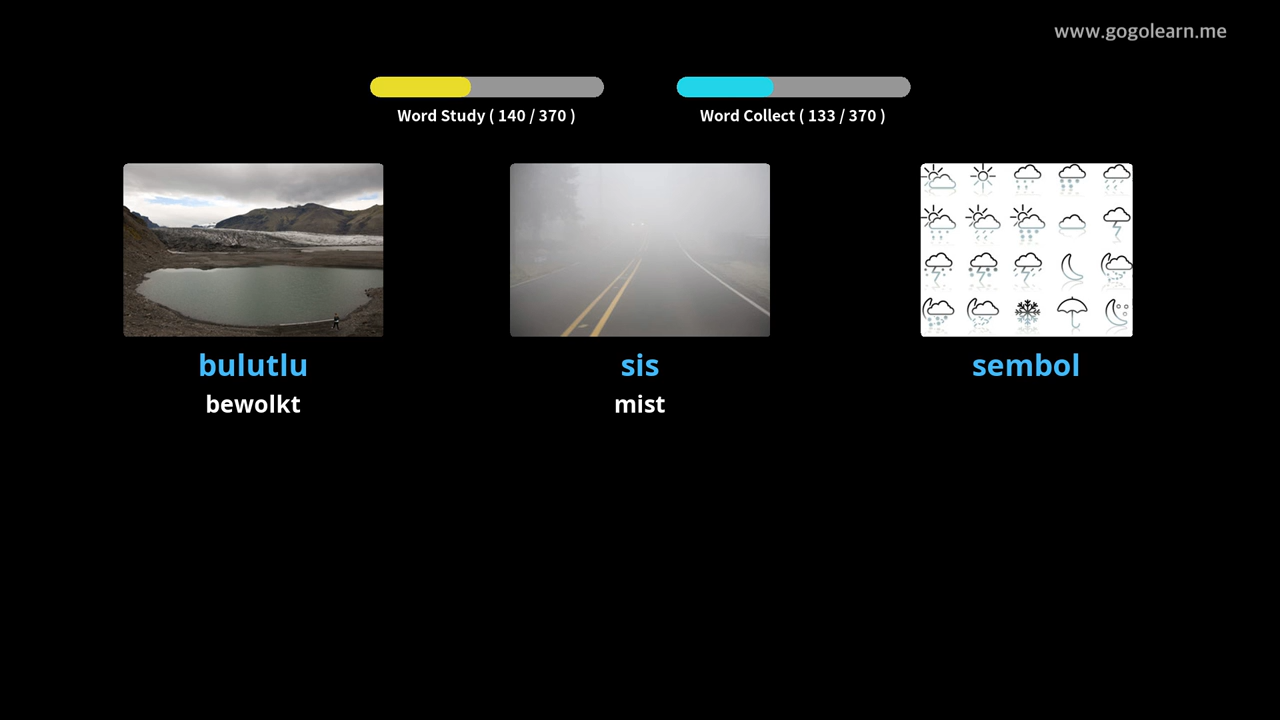 www.gogolearn.me
Word Study ( 140 / 370 )
Word Collect ( 133 / 370 )
bulutlu
sis
sembol
bewolkt
mist